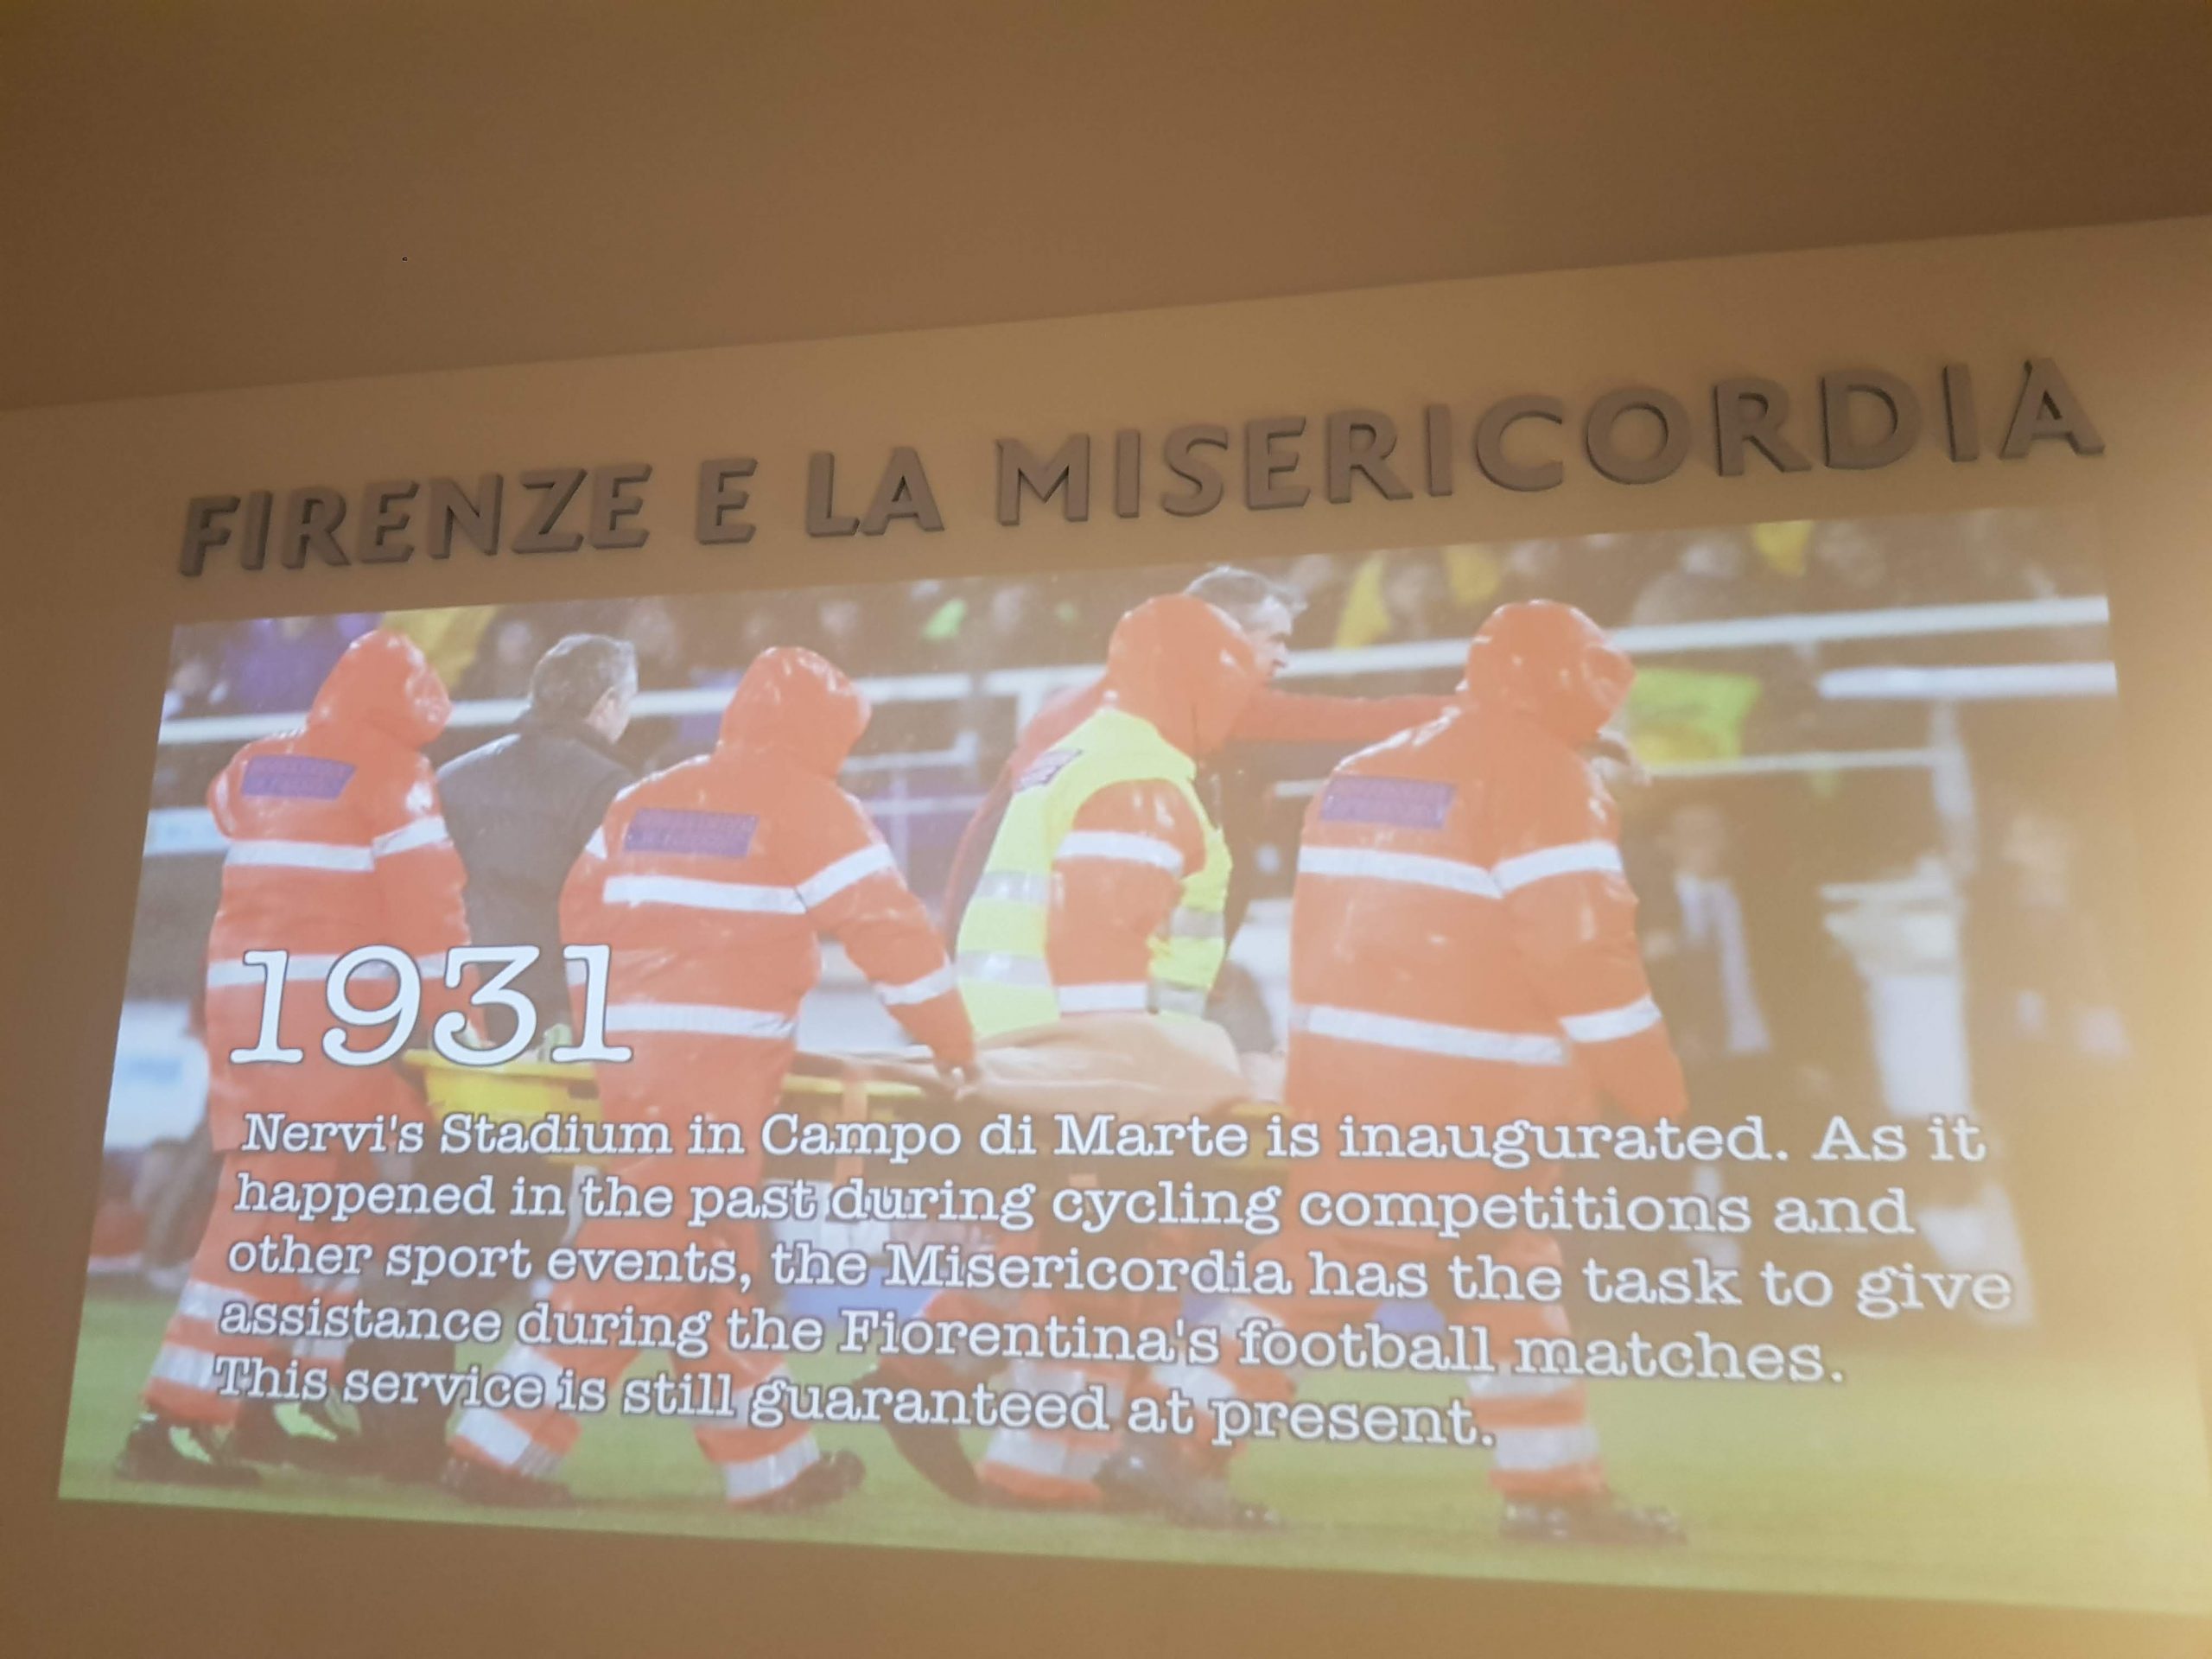 FIRENZE E LA MISERICORDIA
1931
Nervi's Stadium in Campo di Marte is inaugurated. As it
happened in the past during cycling competitions and
other sport events, the Misericordia has the task to give
assistance during the Fiorentina's football matches.
This service is still guaranteed at present.